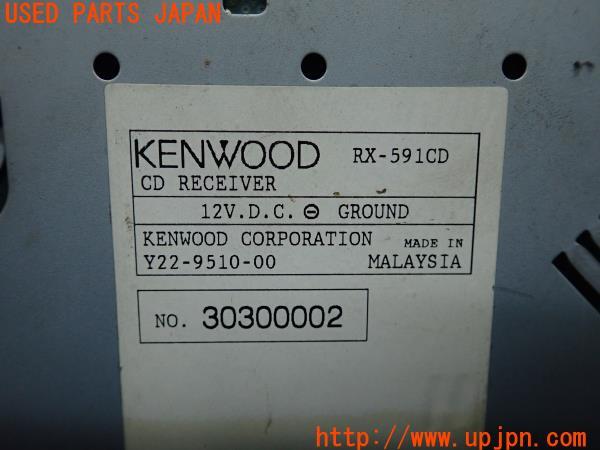 USED PARTS JAPAN
KENWOOD RX-591CD
CD RECEIVER
12V.D.C. ⊖ GROUND
KENWOOD CORPORATION MADE IN
Y22-9510-00 MALAYSIA
NO. 30300002
http://www.upjpn.com